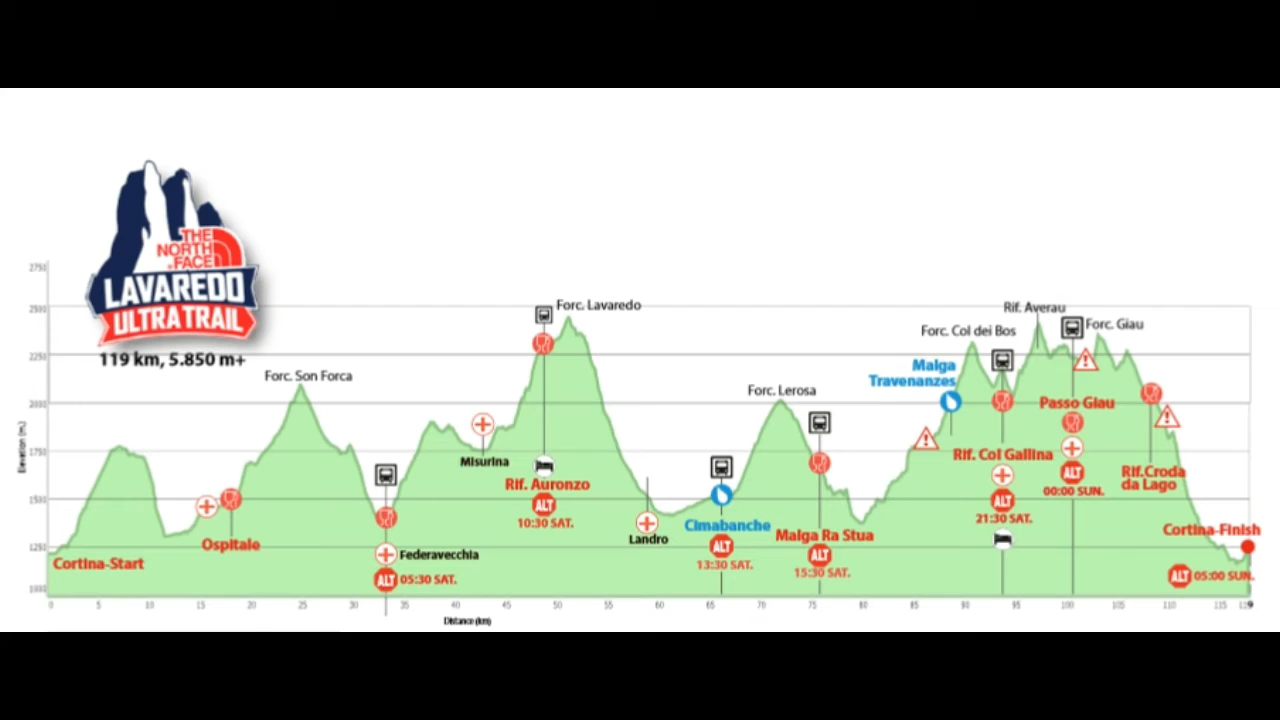 THE
NORTH
FACE
LAVAREDO
ULTRA TRAIL
119 km, 5.850 m+
Elevation (m.)
2750
2500
2250
2000
1750
1500
1250
1000
Cortina-Start
Ospitale
Forc. Son Forca
Federavecchia
ALT 05:30 SAT.
Misurina
Forc. Lavaredo
Rif. Auronzo
ALT
10:30 SAT.
Landro
Cimabanche
ALT
13:30 SAT.
Forc. Lerosa
Malga Ra Stua
ALT
15:30 SAT.
Malga
Travenanzes
Forc. Col dei Bos
Rif. Col Gallina
ALT
21:30 SAT.
Rif. Averau
Forc. Giau
Passo Giau
ALT
00:00 SUN.
Rif.Croda
da Lago
Cortina-Finish
ALT 05:00 SUN.
0 5 10 15 20 25 30 35 40 45 50 55 60 65 70 75 80 85 90 95 100 105 110 115 119
Distance (km)